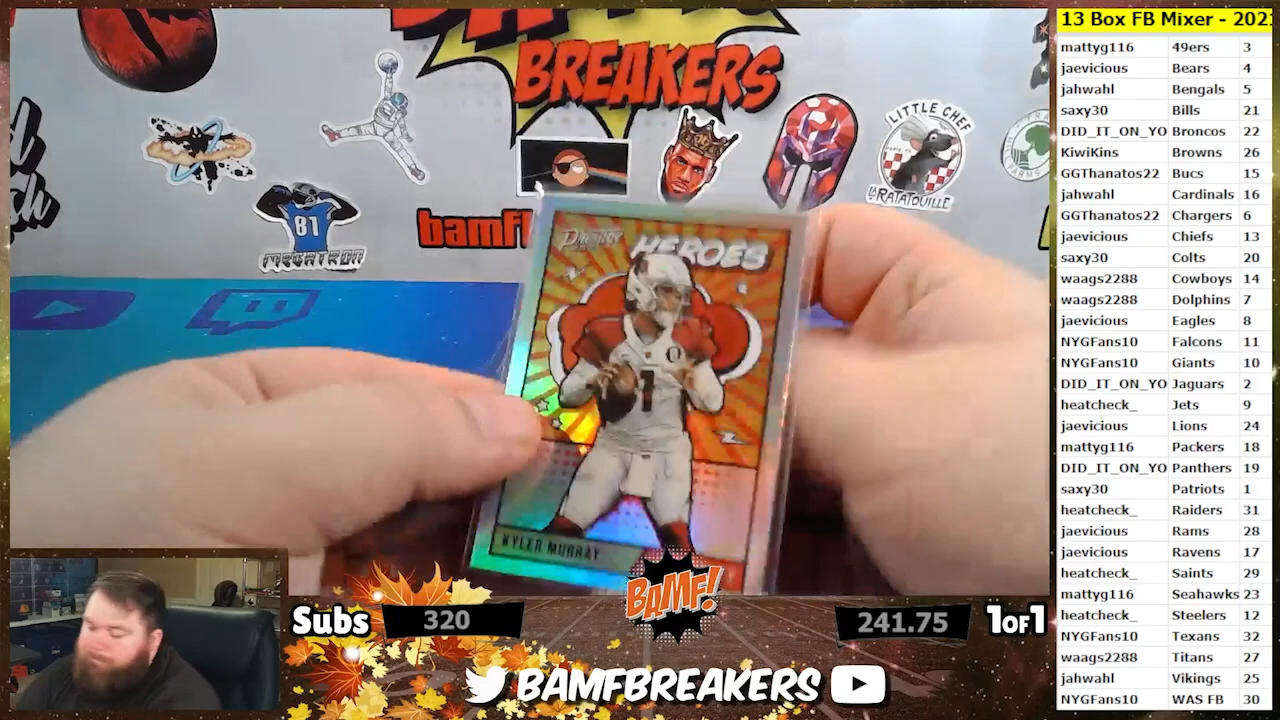 BREAKERS
81
MEGATRON
LITTLE CHEF
LA RATATOUILLE
bamf
Prestige
HEROES
1
KYLER MURRAY
BAMF!
Subs
320
241.75
1OF1
BAMFBREAKERS
13 Box FB Mixer - 202
mattyg116 49ers 3
jaevicious Bears 4
jahwahl Bengals 5
saxy30 Bills 21
DID_IT_ON_YO Broncos 22
KiwiKins Browns 26
GGThanatos22 Bucs 15
jahwahl Cardinals 16
GGThanatos22 Chargers 6
jaevicious Chiefs 13
saxy30 Colts 20
waags2288 Cowboys 14
waags2288 Dolphins 7
jaevicious Eagles 8
NYGFans10 Falcons 11
NYGFans10 Giants 10
DID_IT_ON_YO Jaguars 2
heatcheck_ Jets 9
jaevicious Lions 24
mattyg116 Packers 18
DID_IT_ON_YO Panthers 19
saxy30 Patriots 1
heatcheck_ Raiders 31
jaevicious Rams 28
jaevicious Ravens 17
heatcheck_ Saints 29
mattyg116 Seahawks 23
heatcheck_ Steelers 12
NYGFans10 Texans 32
waags2288 Titans 27
jahwahl Vikings 25
NYGFans10 WAS FB 30